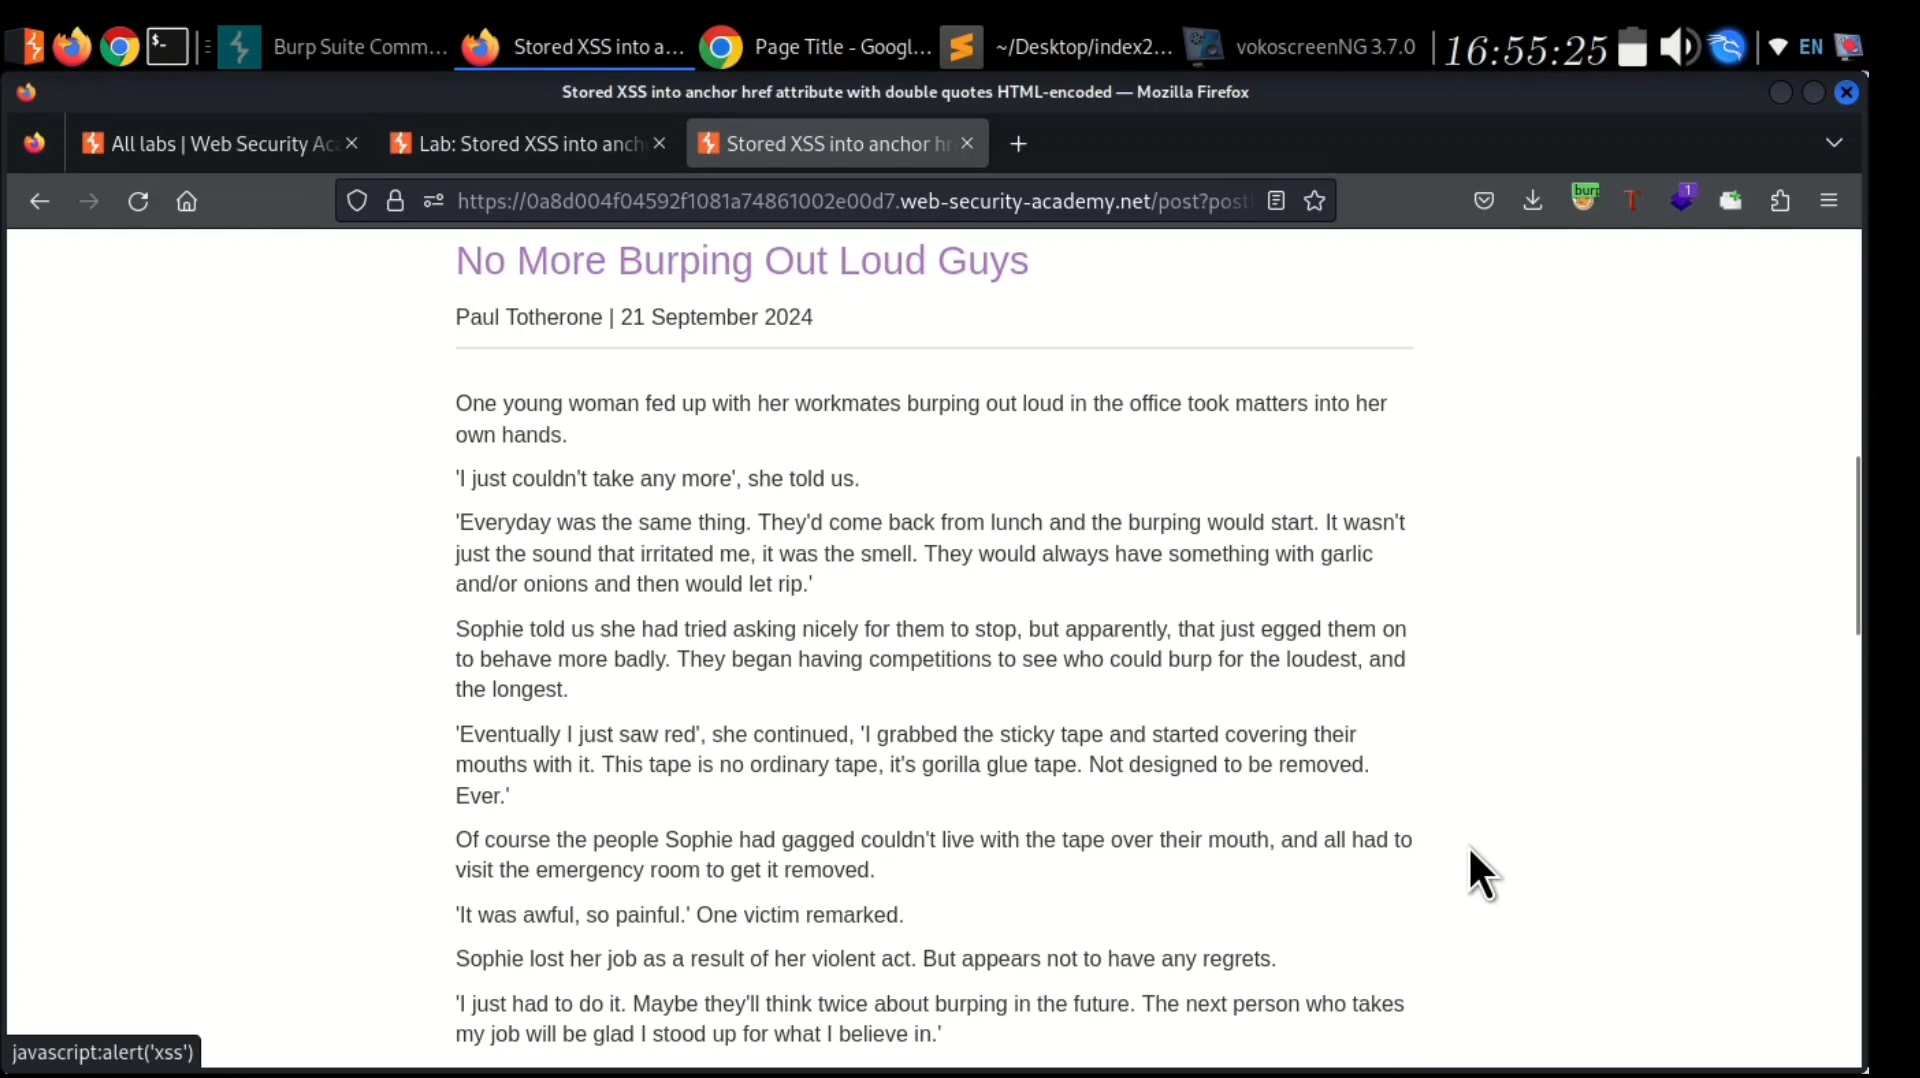 Burp Suite Comm...
Stored XSS into a...
Page Title - Googl...
~/Desktop/index2...
vokoscreenNG 3.7.0
16:55:25
EN
Stored XSS into anchor href attribute with double quotes HTML-encoded — Mozilla Firefox
All labs | Web Security Ac
Lab: Stored XSS into anch
Stored XSS into anchor hr
https://0a8d004f04592f1081a74861002e00d7.web-security-academy.net/post?post
burp
1
No More Burping Out Loud Guys
Paul Totherone | 21 September 2024
One young woman fed up with her workmates burping out loud in the office took matters into her
own hands.
'I just couldn't take any more', she told us.
'Everyday was the same thing. They'd come back from lunch and the burping would start. It wasn't
just the sound that irritated me, it was the smell. They would always have something with garlic
and/or onions and then would let rip.'
Sophie told us she had tried asking nicely for them to stop, but apparently, that just egged them on
to behave more badly. They began having competitions to see who could burp for the loudest, and
the longest.
'Eventually I just saw red', she continued, 'I grabbed the sticky tape and started covering their
mouths with it. This tape is no ordinary tape, it's gorilla glue tape. Not designed to be removed.
Ever.'
Of course the people Sophie had gagged couldn't live with the tape over their mouth, and all had to
visit the emergency room to get it removed.
'It was awful, so painful.' One victim remarked.
Sophie lost her job as a result of her violent act. But appears not to have any regrets.
'I just had to do it. Maybe they'll think twice about burping in the future. The next person who takes
my job will be glad I stood up for what I believe in.'
javascript:alert('xss')